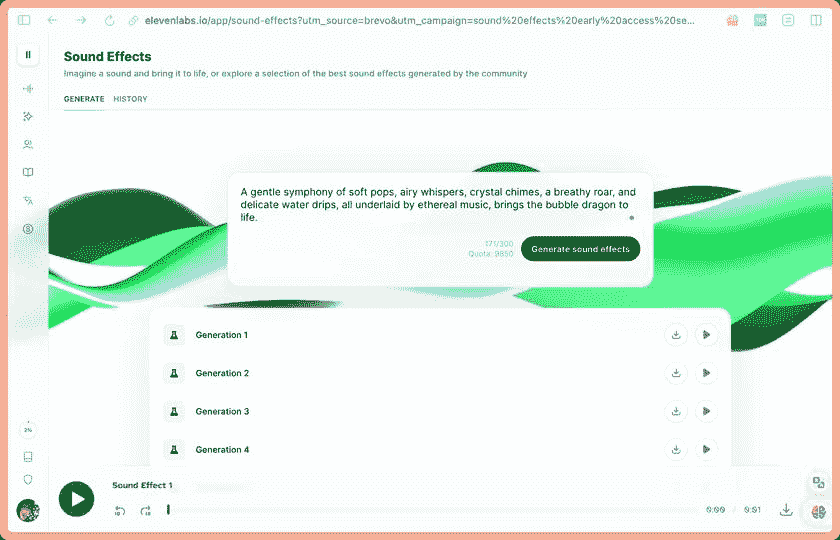 elevenlabs.io/app/sound-effects?utm_source=brevo&utm_campaign=sound%20effects%20early%20access%20se...
Sound Effects
Imagine a sound and bring it to life, or explore a selection of the best sound effects generated by the community
GENERATE HISTORY
A gentle symphony of soft pops, airy whispers, crystal chimes, a breathy roar, and
delicate water drips, all underlaid by ethereal music, brings the bubble dragon to
life.
171/300
Quota: 9850
Generate sound effects
Generation 1
Generation 2
Generation 3
Generation 4
2%
Sound Effect 1
10 10
0:00 / 0:01